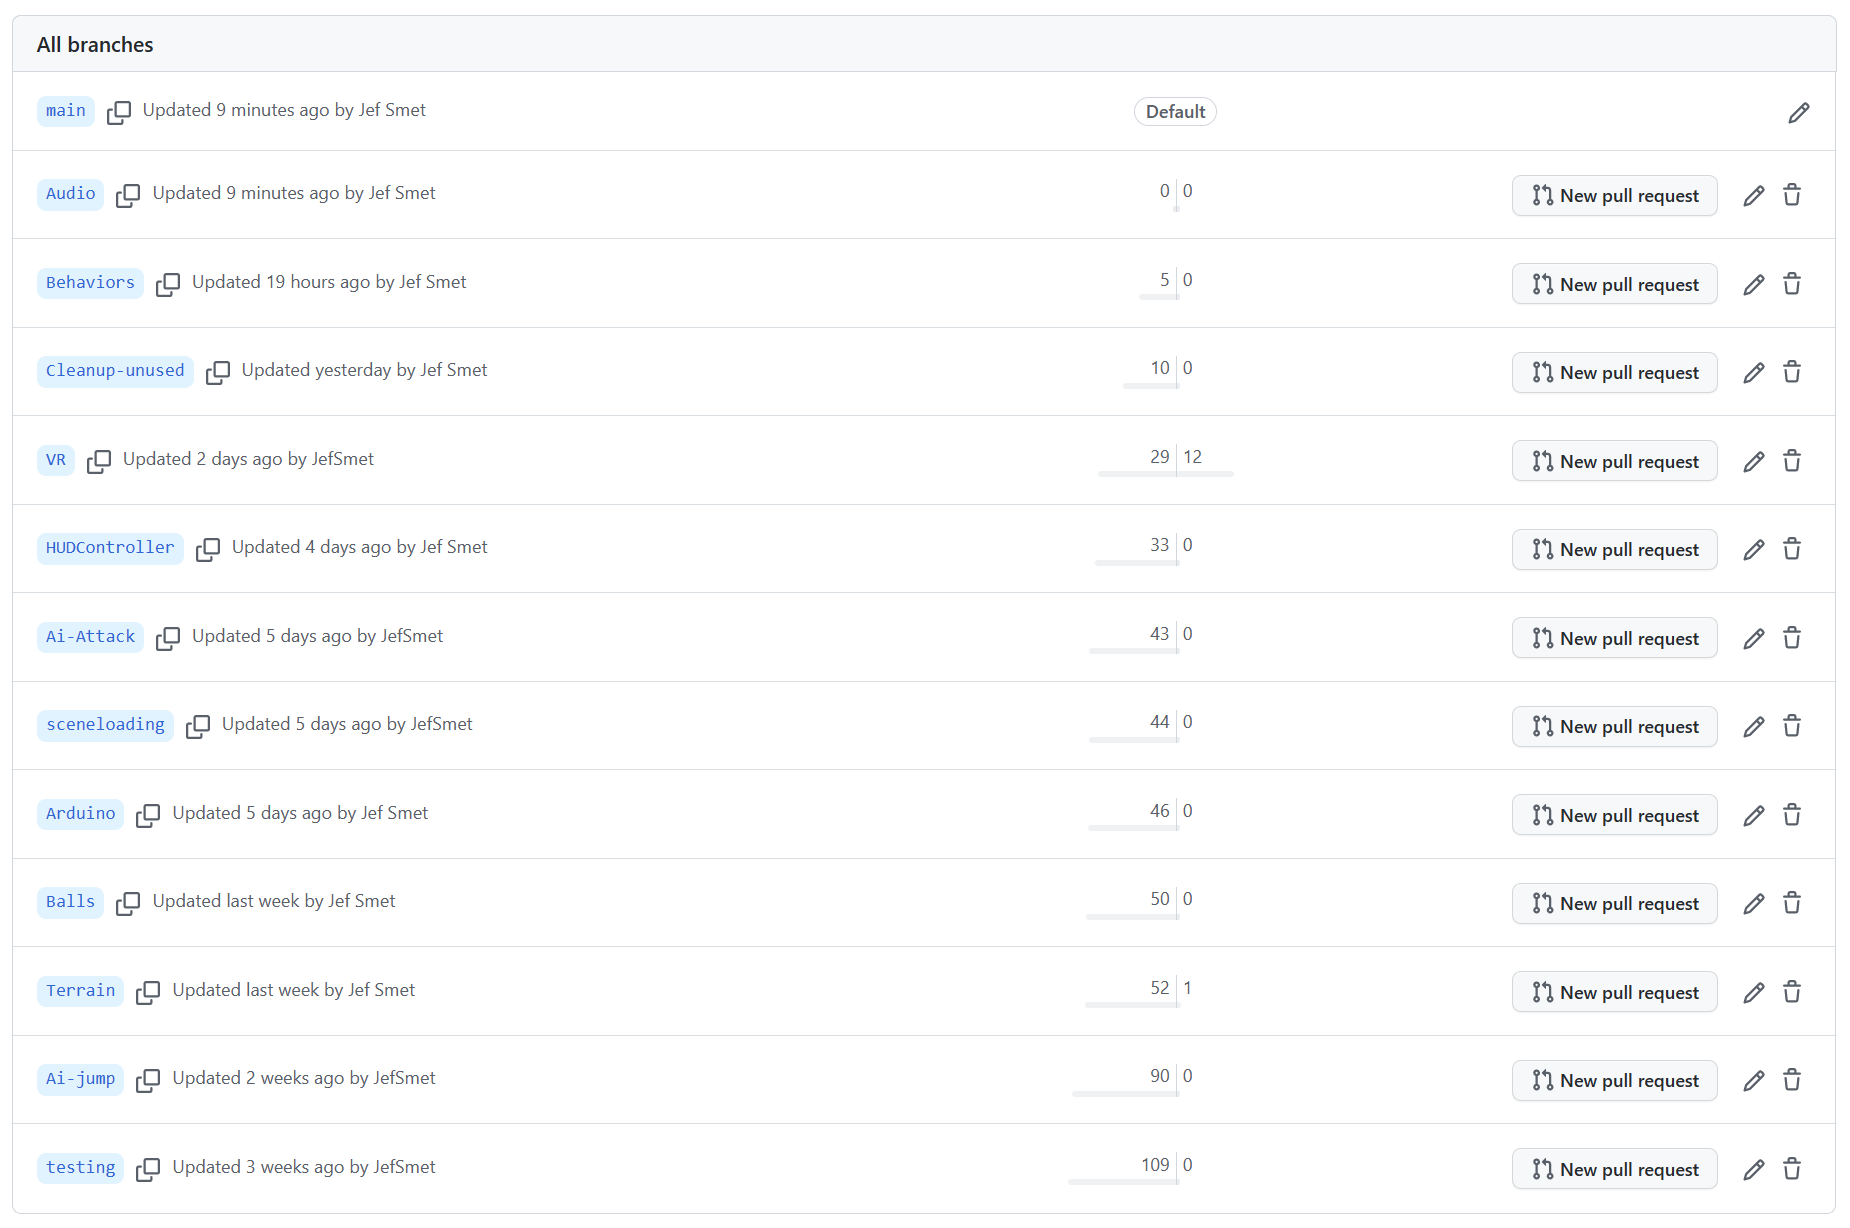 All branches
main Updated 9 minutes ago by Jef Smet Default
Audio Updated 9 minutes ago by Jef Smet 0 0 New pull request
Behaviors Updated 19 hours ago by Jef Smet 5 0 New pull request
Cleanup-unused Updated yesterday by Jef Smet 10 0 New pull request
VR Updated 2 days ago by JefSmet 29 12 New pull request
HUDController Updated 4 days ago by Jef Smet 33 0 New pull request
Ai-Attack Updated 5 days ago by JefSmet 43 0 New pull request
sceneloading Updated 5 days ago by JefSmet 44 0 New pull request
Arduino Updated 5 days ago by Jef Smet 46 0 New pull request
Balls Updated last week by Jef Smet 50 0 New pull request
Terrain Updated last week by Jef Smet 52 1 New pull request
Ai-jump Updated 2 weeks ago by JefSmet 90 0 New pull request
testing Updated 3 weeks ago by JefSmet 109 0 New pull request